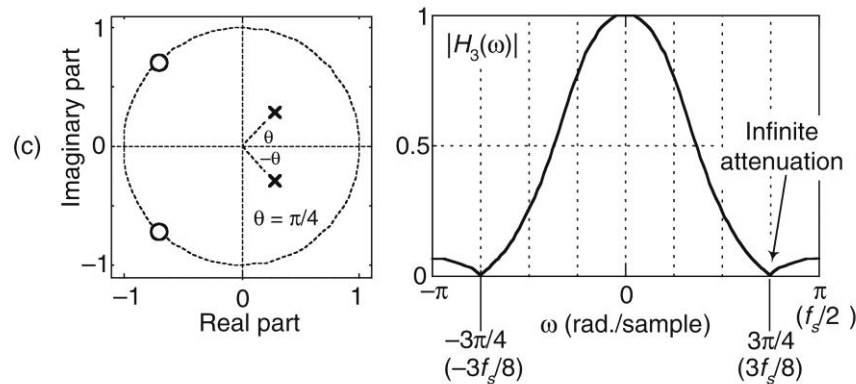 (c)
Imaginary part
1
0
−1
θ
−θ
θ = π/4
−1
0
1
Real part
|H₃(ω)|
1
0.5
0
Infinite
attenuation
−π
0
π
(fₛ/2)
ω (rad./sample)
−3π/4
(−3fₛ/8)
3π/4
(3fₛ/8)